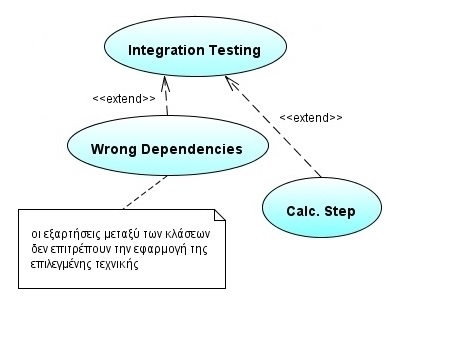 Integration Testing
<<extend>>
<<extend>>
Wrong Dependencies
Calc. Step
οι εξαρτήσεις μεταξύ των κλάσεων
δεν επιτρέπουν την εφαρμογή της
επιλεγμένης τεχνικής